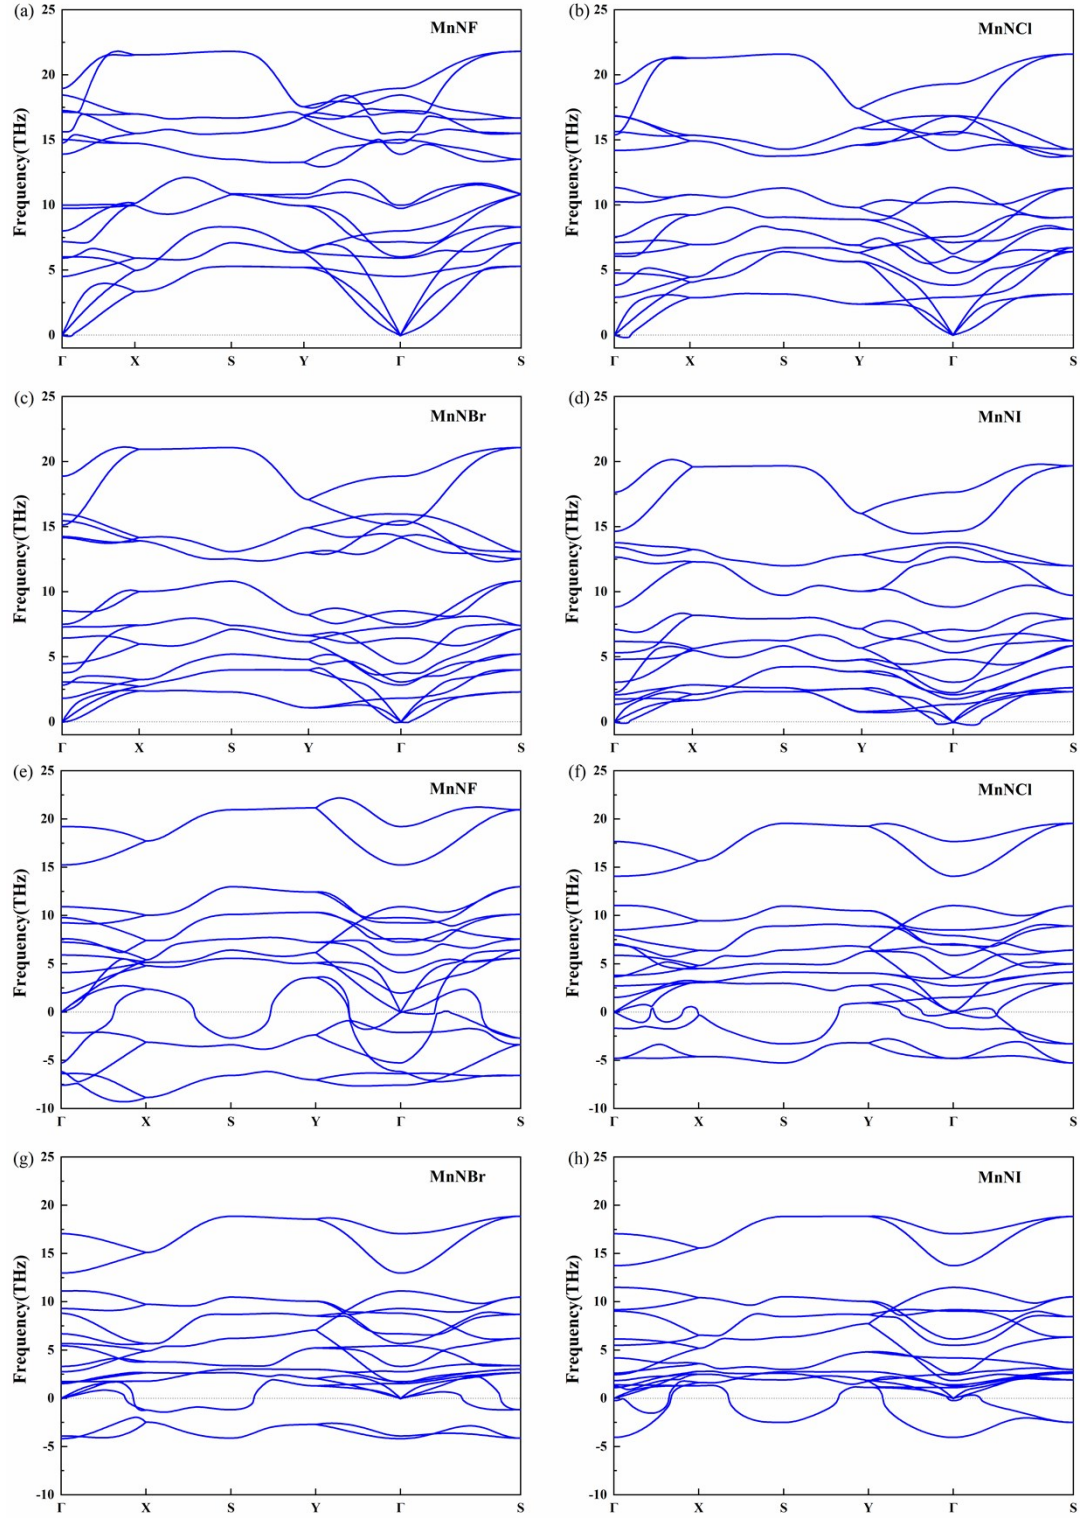 (a)
MnNF
Frequency(THz)
25
20
15
10
5
0
Γ X S Y Γ S
(b)
MnNCl
Frequency(THz)
25
20
15
10
5
0
Γ X S Y Γ S
(c)
MnNBr
Frequency(THz)
25
20
15
10
5
0
Γ X S Y Γ S
(d)
MnNI
Frequency(THz)
25
20
15
10
5
0
Γ X S Y Γ S
(e)
MnNF
Frequency(THz)
25
20
15
10
5
0
-5
-10
Γ X S Y Γ S
(f)
MnNCl
Frequency(THz)
25
20
15
10
5
0
-5
-10
Γ X S Y Γ S
(g)
MnNBr
Frequency(THz)
25
20
15
10
5
0
-5
-10
Γ X S Y Γ S
(h)
MnNI
Frequency(THz)
25
20
15
10
5
0
-5
-10
Γ X S Y Γ S